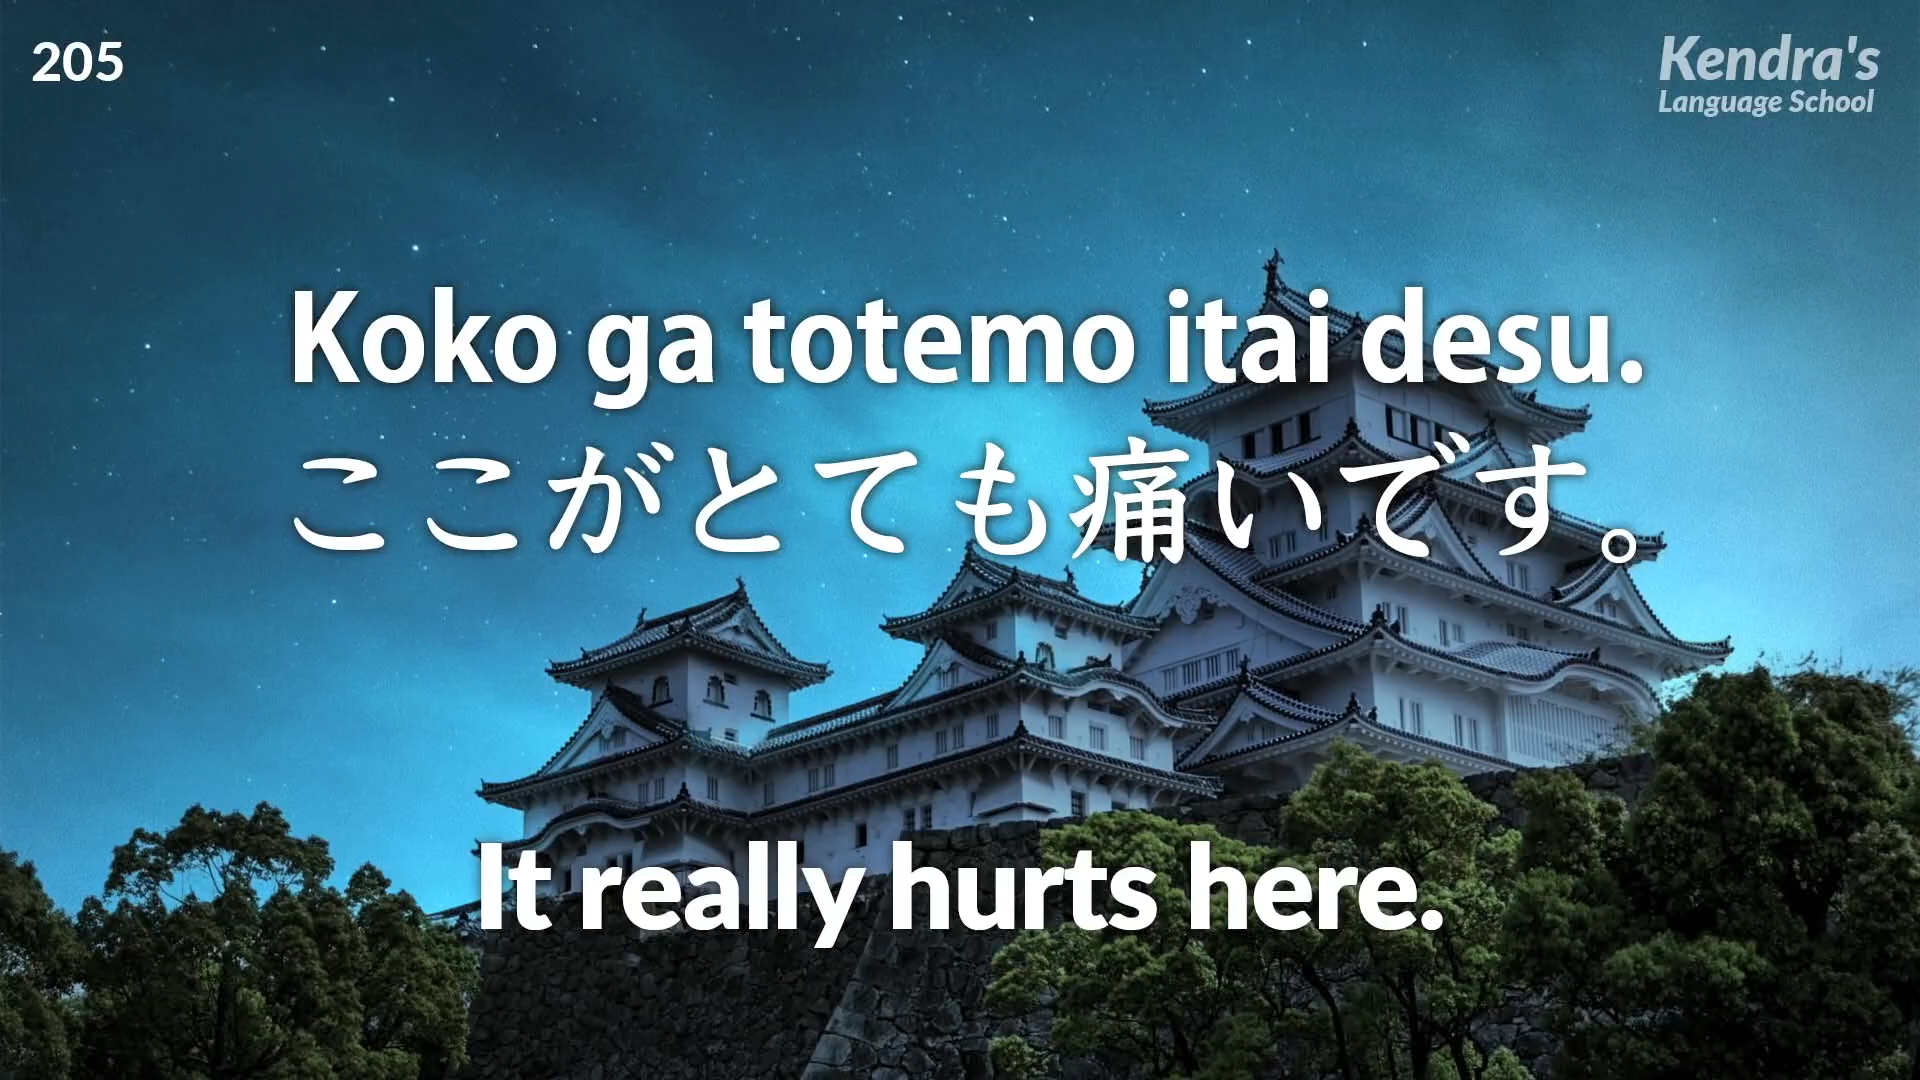 205
Kendra's
Language School
Koko ga totemo itai desu.
ここがとても痛いです。
It really hurts here.